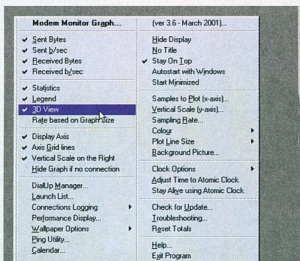 Modem Monitor Graph...
Sent Bytes
Sent b/sec
Received Bytes
Received b/sec
Statistics
Legend
3D View
Rate based on Graph size
Display Axis
Axis Grid lines
Vertical Scale on the Right
Hide Graph if no connection
DialUp Manager...
Launch List...
Connections Logging
Performance Display...
Wallpaper Options
Ping Utility...
Calendar...
(ver 3.6 - March 2001)...
Hide Display
No Title
Stay On Top
Autostart with Windows
Start Minimized
Samples to Plot (x-axis)...
Vertical Scale (y-axis)...
Sampling Rate...
Colour
Plot Line Size
Background Picture...
Clock Options
Adjust Time to Atomic Clock
Stay Alive using Atomic Clock
Check for Update...
Troubleshooting...
Reset Totals
Help...
Exit Program